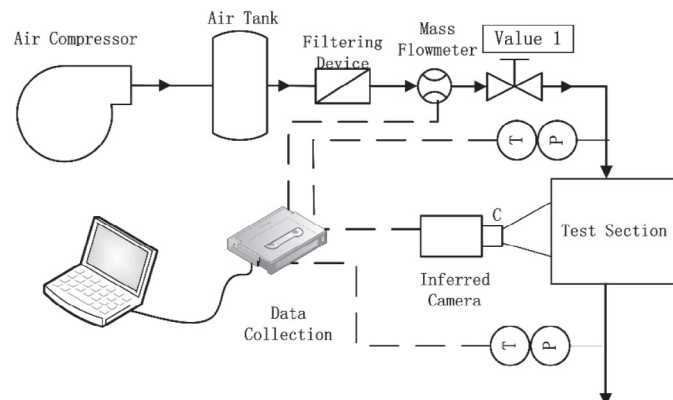 Air Compressor
Air Tank
Filtering
Device
Mass
Flowmeter
Value 1
T
P
C
Test Section
Inferred
Camera
Data
Collection
T
P